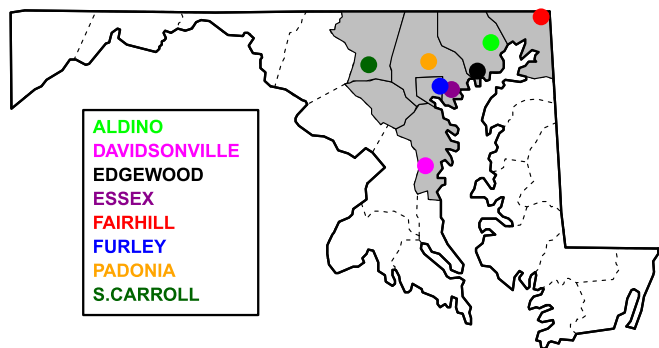 ALDINO
DAVIDSONVILLE
EDGEWOOD
ESSEX
FAIRHILL
FURLEY
PADONIA
S.CARROLL